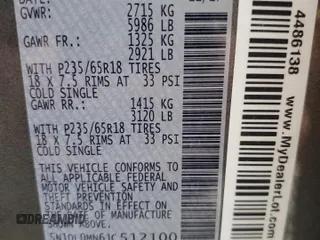 GVWR: 2715 KG
5986 LB
GAWR FR.: 1325 KG
2921 LB
WITH P235/65R18 TIRES
18 X 7.5 RIMS AT 33 PSI
COLD SINGLE
GAWR RR.: 1415 KG
3120 LB
WITH P235/65R18 TIRES
18 X 7.5 RIMS AT 33 PSI
COLD SINGLE
THIS VEHICLE CONFORMS TO
ALL APPLICABLE FEDERAL
MOTOR VEHICLE SAFETY AND
THEFT PREVENTION
IN EFFECT ON THE DATE
OF MANUFACTURE
SHOWN ABOVE.
5N1DL0MN6JC512100
4486138
www.MyDealerLot.com
AUTOBIDMASTER